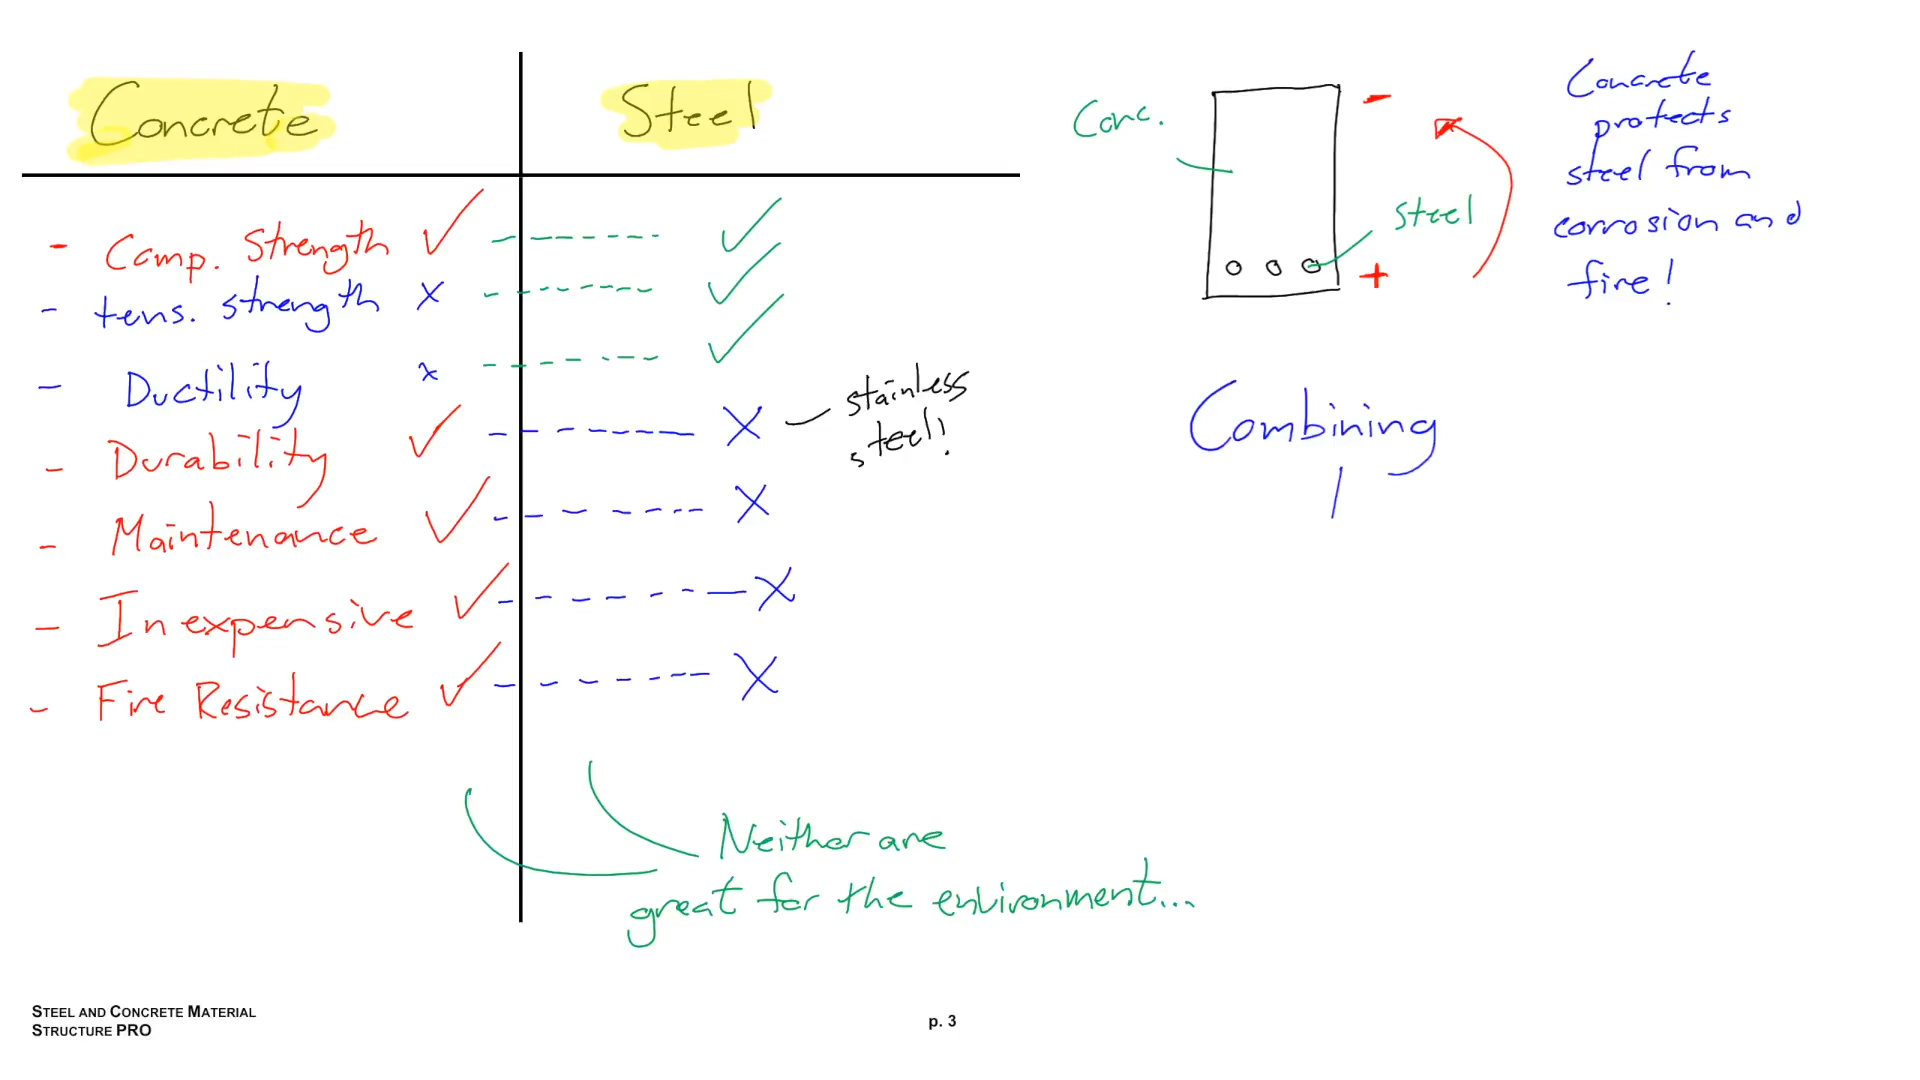 Concrete
Steel
- Comp. Strength ✓ ------- ✓
- tens. strength x ------- ✓
- Ductility x ------ ✓
- Durability ✓ ------- X — stainless steel!
- Maintenance ✓ ------- X
- Inexpensive ✓ ------- X
- Fire Resistance ✓ ------- X
Neither are
great for the environment...
Conc.
-
steel
+
Concrete
protects
steel from
corrosion and
fire!
Combining
STEEL AND CONCRETE MATERIAL
STRUCTURE PRO
p. 3